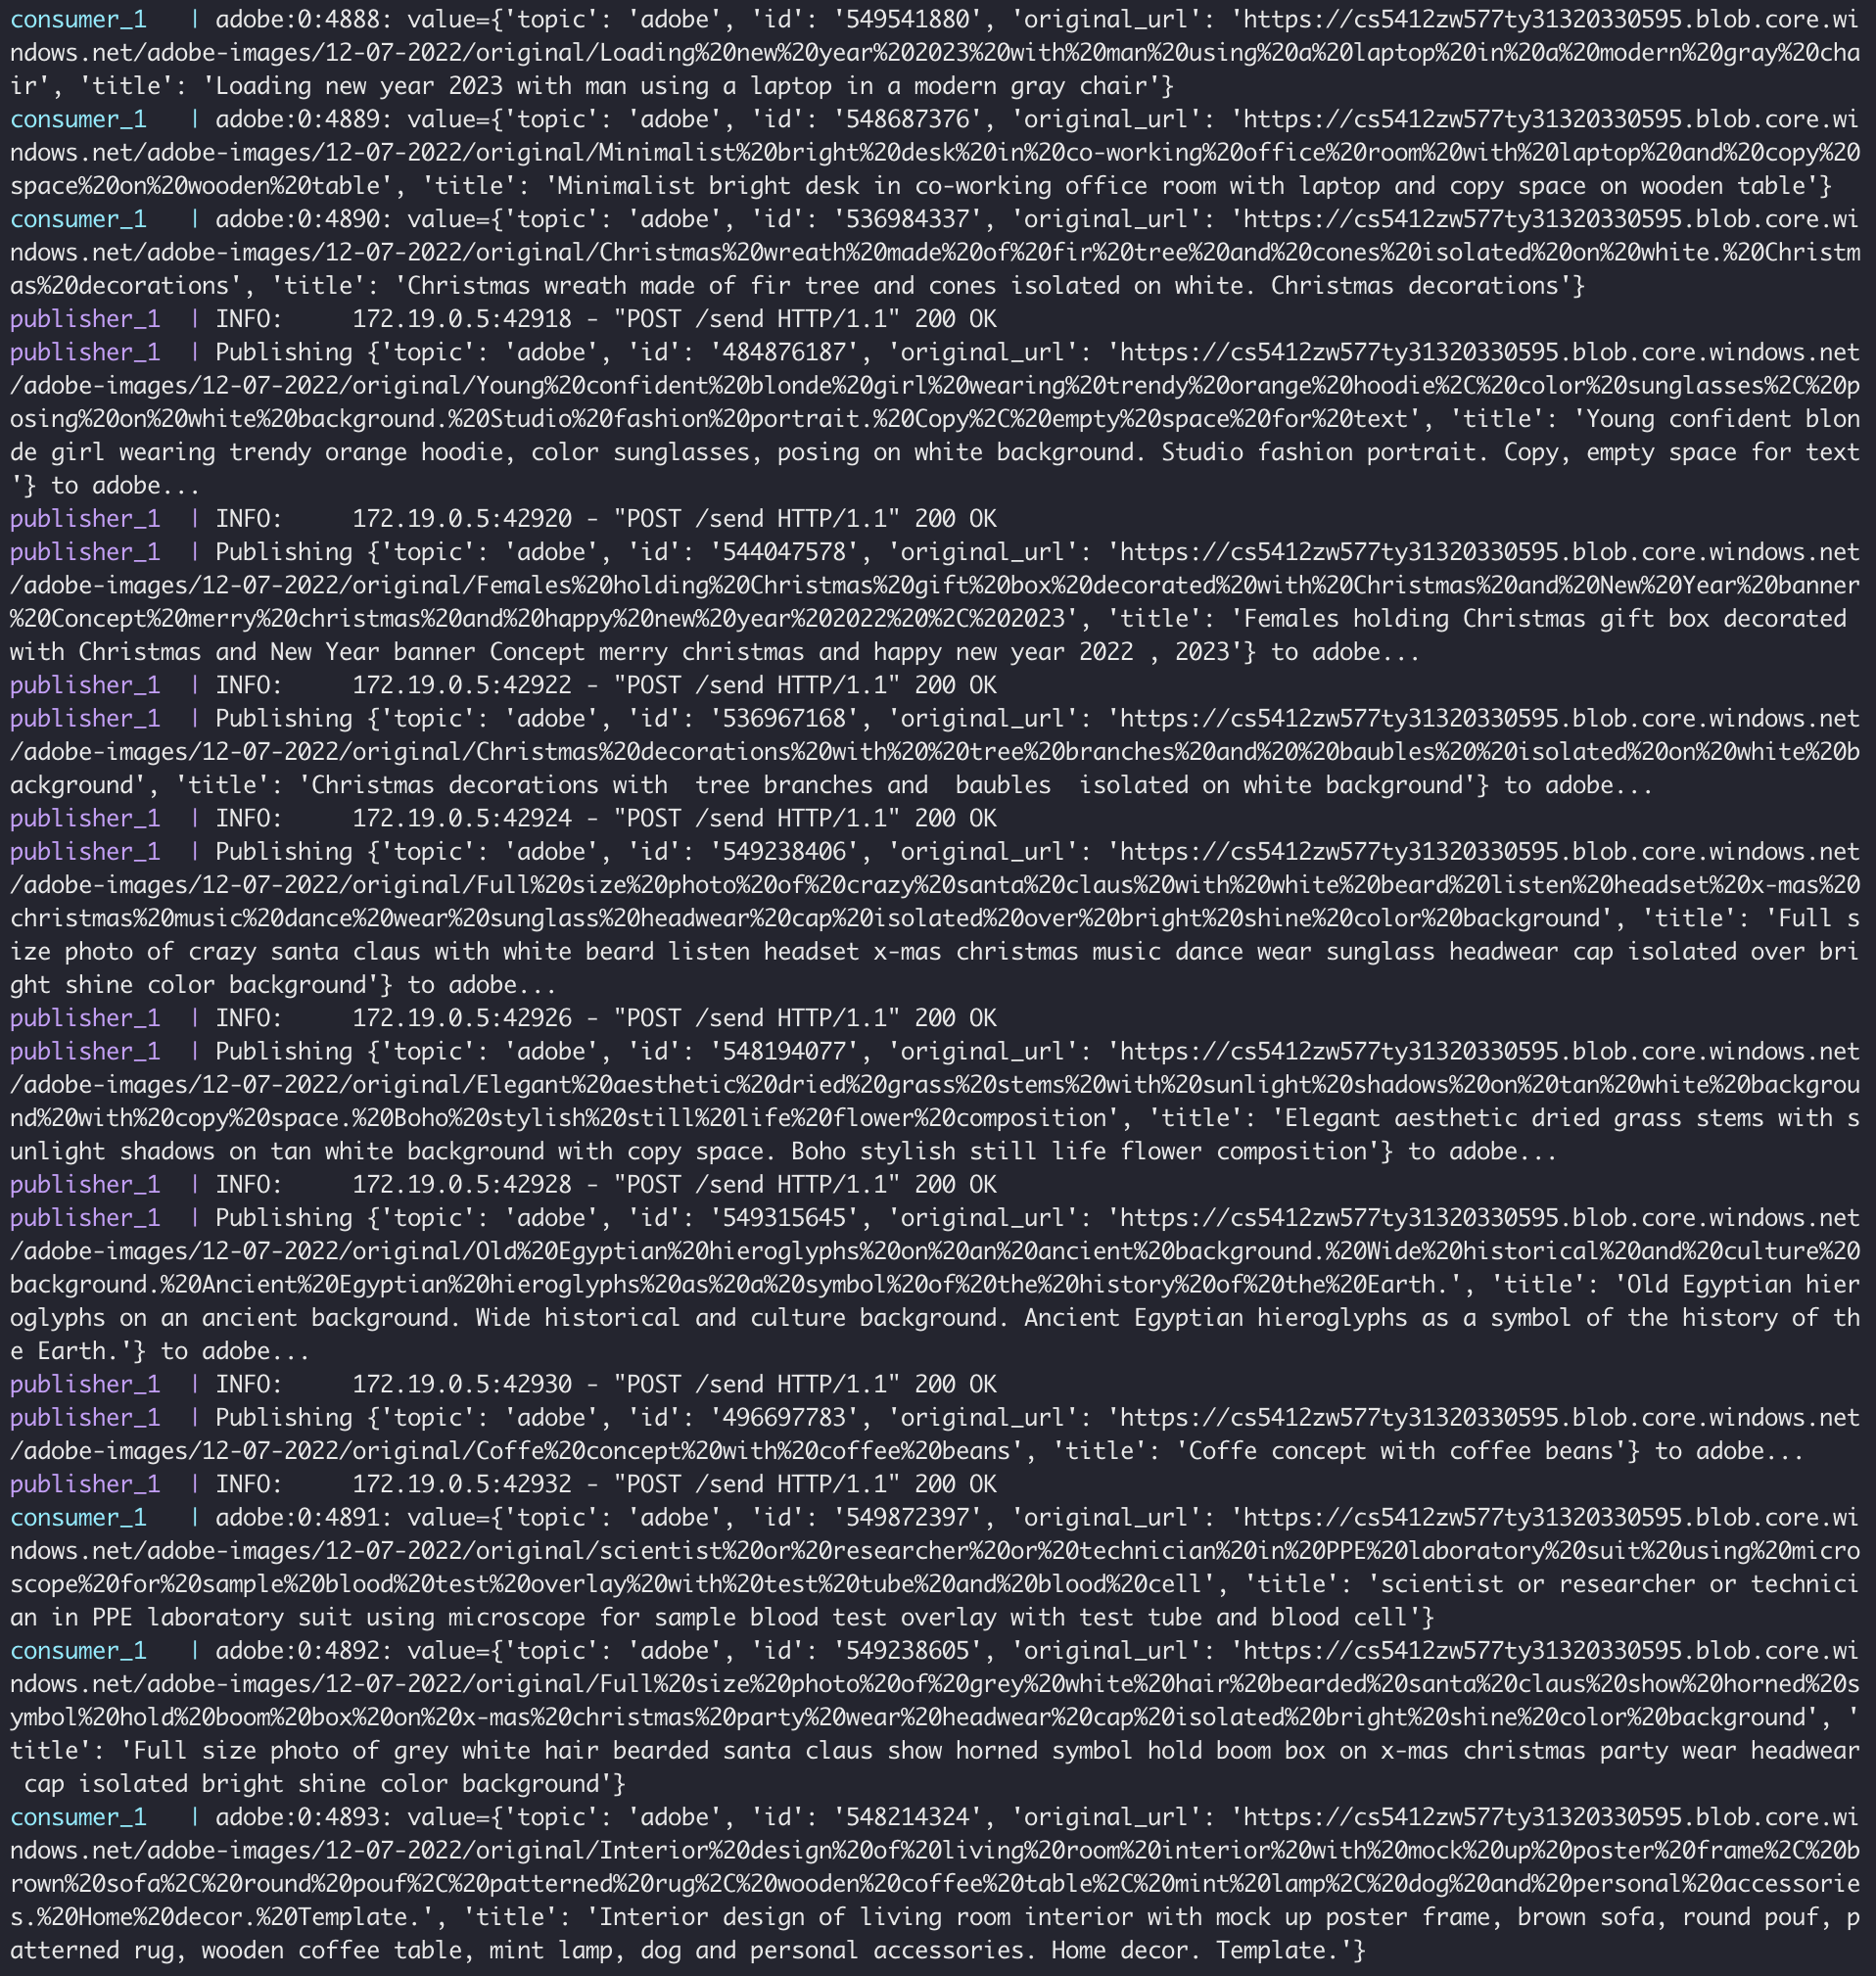 consumer_1   | adobe:0:4888: value={'topic': 'adobe', 'id': '549541880', 'original_url': 'https://cs5412zw577ty31320330595.blob.core.wi
ndows.net/adobe-images/12-07-2022/original/Loading%20new%20year%202023%20with%20man%20using%20a%20laptop%20in%20a%20modern%20gray%20cha
ir', 'title': 'Loading new year 2023 with man using a laptop in a modern gray chair'}
consumer_1   | adobe:0:4889: value={'topic': 'adobe', 'id': '548687376', 'original_url': 'https://cs5412zw577ty31320330595.blob.core.wi
ndows.net/adobe-images/12-07-2022/original/Minimalist%20bright%20desk%20in%20co-working%20office%20room%20with%20laptop%20and%20copy%20
space%20on%20wooden%20table', 'title': 'Minimalist bright desk in co-working office room with laptop and copy space on wooden table'}
consumer_1   | adobe:0:4890: value={'topic': 'adobe', 'id': '536984337', 'original_url': 'https://cs5412zw577ty31320330595.blob.core.wi
ndows.net/adobe-images/12-07-2022/original/Christmas%20wreath%20made%20of%20fir%20tree%20and%20cones%20isolated%20on%20white.%20Christm
as%20decorations', 'title': 'Christmas wreath made of fir tree and cones isolated on white. Christmas decorations'}
publisher_1  | INFO:     172.19.0.5:42918 - "POST /send HTTP/1.1" 200 OK
publisher_1  | Publishing {'topic': 'adobe', 'id': '484876187', 'original_url': 'https://cs5412zw577ty31320330595.blob.core.windows.net
/adobe-images/12-07-2022/original/Young%20confident%20blonde%20girl%20wearing%20trendy%20orange%20hoodie%2C%20color%20sunglasses%2C%20p
osing%20on%20white%20background.%20Studio%20fashion%20portrait.%20Copy%2C%20empty%20space%20for%20text', 'title': 'Young confident blon
de girl wearing trendy orange hoodie, color sunglasses, posing on white background. Studio fashion portrait. Copy, empty space for text
'} to adobe...
publisher_1  | INFO:     172.19.0.5:42920 - "POST /send HTTP/1.1" 200 OK
publisher_1  | Publishing {'topic': 'adobe', 'id': '544047578', 'original_url': 'https://cs5412zw577ty31320330595.blob.core.windows.net
/adobe-images/12-07-2022/original/Females%20holding%20Christmas%20gift%20box%20decorated%20with%20Christmas%20and%20New%20Year%20banner
%20Concept%20merry%20christmas%20and%20happy%20new%20year%202022%20%2C%202023', 'title': 'Females holding Christmas gift box decorated 
with Christmas and New Year banner Concept merry christmas and happy new year 2022 , 2023'} to adobe...
publisher_1  | INFO:     172.19.0.5:42922 - "POST /send HTTP/1.1" 200 OK
publisher_1  | Publishing {'topic': 'adobe', 'id': '536967168', 'original_url': 'https://cs5412zw577ty31320330595.blob.core.windows.net
/adobe-images/12-07-2022/original/Christmas%20decorations%20with%20%20tree%20branches%20and%20%20baubles%20%20isolated%20on%20white%20b
ackground', 'title': 'Christmas decorations with  tree branches and  baubles  isolated on white background'} to adobe...
publisher_1  | INFO:     172.19.0.5:42924 - "POST /send HTTP/1.1" 200 OK
publisher_1  | Publishing {'topic': 'adobe', 'id': '549238406', 'original_url': 'https://cs5412zw577ty31320330595.blob.core.windows.net
/adobe-images/12-07-2022/original/Full%20size%20photo%20of%20crazy%20santa%20claus%20with%20white%20beard%20listen%20headset%20x-mas%20
christmas%20music%20dance%20wear%20sunglass%20headwear%20cap%20isolated%20over%20bright%20shine%20color%20background', 'title': 'Full s
ize photo of crazy santa claus with white beard listen headset x-mas christmas music dance wear sunglass headwear cap isolated over bri
ght shine color background'} to adobe...
publisher_1  | INFO:     172.19.0.5:42926 - "POST /send HTTP/1.1" 200 OK
publisher_1  | Publishing {'topic': 'adobe', 'id': '548194077', 'original_url': 'https://cs5412zw577ty31320330595.blob.core.windows.net
/adobe-images/12-07-2022/original/Elegant%20aesthetic%20dried%20grass%20stems%20with%20sunlight%20shadows%20on%20tan%20white%20backgrou
nd%20with%20copy%20space.%20Boho%20stylish%20still%20life%20flower%20composition', 'title': 'Elegant aesthetic dried grass stems with s
unlight shadows on tan white background with copy space. Boho stylish still life flower composition'} to adobe...
publisher_1  | INFO:     172.19.0.5:42928 - "POST /send HTTP/1.1" 200 OK
publisher_1  | Publishing {'topic': 'adobe', 'id': '549315645', 'original_url': 'https://cs5412zw577ty31320330595.blob.core.windows.net
/adobe-images/12-07-2022/original/Old%20Egyptian%20hieroglyphs%20on%20an%20ancient%20background.%20Wide%20historical%20and%20culture%20
background.%20Ancient%20Egyptian%20hieroglyphs%20as%20a%20symbol%20of%20the%20history%20of%20the%20Earth.', 'title': 'Old Egyptian hier
oglyphs on an ancient background. Wide historical and culture background. Ancient Egyptian hieroglyphs as a symbol of the history of th
e Earth.'} to adobe...
publisher_1  | INFO:     172.19.0.5:42930 - "POST /send HTTP/1.1" 200 OK
publisher_1  | Publishing {'topic': 'adobe', 'id': '496697783', 'original_url': 'https://cs5412zw577ty31320330595.blob.core.windows.net
/adobe-images/12-07-2022/original/Coffe%20concept%20with%20coffee%20beans', 'title': 'Coffe concept with coffee beans'} to adobe...
publisher_1  | INFO:     172.19.0.5:42932 - "POST /send HTTP/1.1" 200 OK
consumer_1   | adobe:0:4891: value={'topic': 'adobe', 'id': '549872397', 'original_url': 'https://cs5412zw577ty31320330595.blob.core.wi
ndows.net/adobe-images/12-07-2022/original/scientist%20or%20researcher%20or%20technician%20in%20PPE%20laboratory%20suit%20using%20micro
scope%20for%20sample%20blood%20test%20overlay%20with%20test%20tube%20and%20blood%20cell', 'title': 'scientist or researcher or technici
an in PPE laboratory suit using microscope for sample blood test overlay with test tube and blood cell'}
consumer_1   | adobe:0:4892: value={'topic': 'adobe', 'id': '549238605', 'original_url': 'https://cs5412zw577ty31320330595.blob.core.wi
ndows.net/adobe-images/12-07-2022/original/Full%20size%20photo%20of%20grey%20white%20hair%20bearded%20santa%20claus%20show%20horned%20s
ymbol%20hold%20boom%20box%20on%20x-mas%20christmas%20party%20wear%20headwear%20cap%20isolated%20bright%20shine%20color%20background', '
title': 'Full size photo of grey white hair bearded santa claus show horned symbol hold boom box on x-mas christmas party wear headwear
 cap isolated bright shine color background'}
consumer_1   | adobe:0:4893: value={'topic': 'adobe', 'id': '548214324', 'original_url': 'https://cs5412zw577ty31320330595.blob.core.wi
ndows.net/adobe-images/12-07-2022/original/Interior%20design%20of%20living%20room%20interior%20with%20mock%20up%20poster%20frame%2C%20b
rown%20sofa%2C%20round%20pouf%2C%20patterned%20rug%2C%20wooden%20coffee%20table%2C%20mint%20lamp%2C%20dog%20and%20personal%20accessorie
s.%20Home%20decor.%20Template.', 'title': 'Interior design of living room interior with mock up poster frame, brown sofa, round pouf, p
atterned rug, wooden coffee table, mint lamp, dog and personal accessories. Home decor. Template.'}